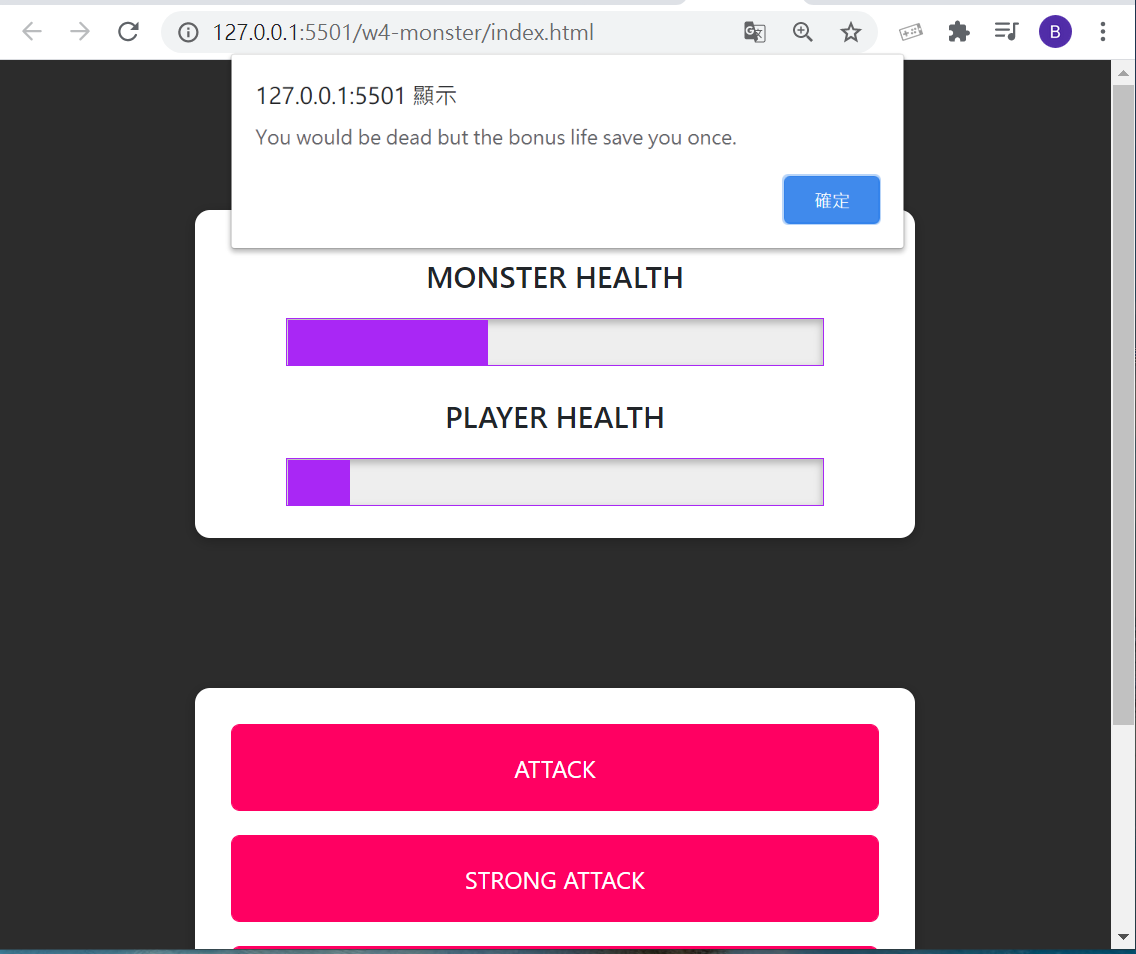 127.0.0.1:5501/w4-monster/index.html
B
127.0.0.1:5501 顯示
You would be dead but the bonus life save you once.
確定
MONSTER HEALTH
PLAYER HEALTH
ATTACK
STRONG ATTACK